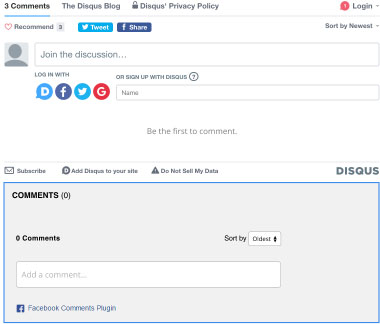 3 Comments The Disqus Blog Disqus' Privacy Policy 1 Login
Recommend 3 Tweet Share Sort by Newest
Join the discussion…
LOG IN WITH OR SIGN UP WITH DISQUS ?
Name
Be the first to comment.
Subscribe Add Disqus to your site Do Not Sell My Data DISQUS
COMMENTS (0)
0 Comments Sort by Oldest
Add a comment...
Facebook Comments Plugin